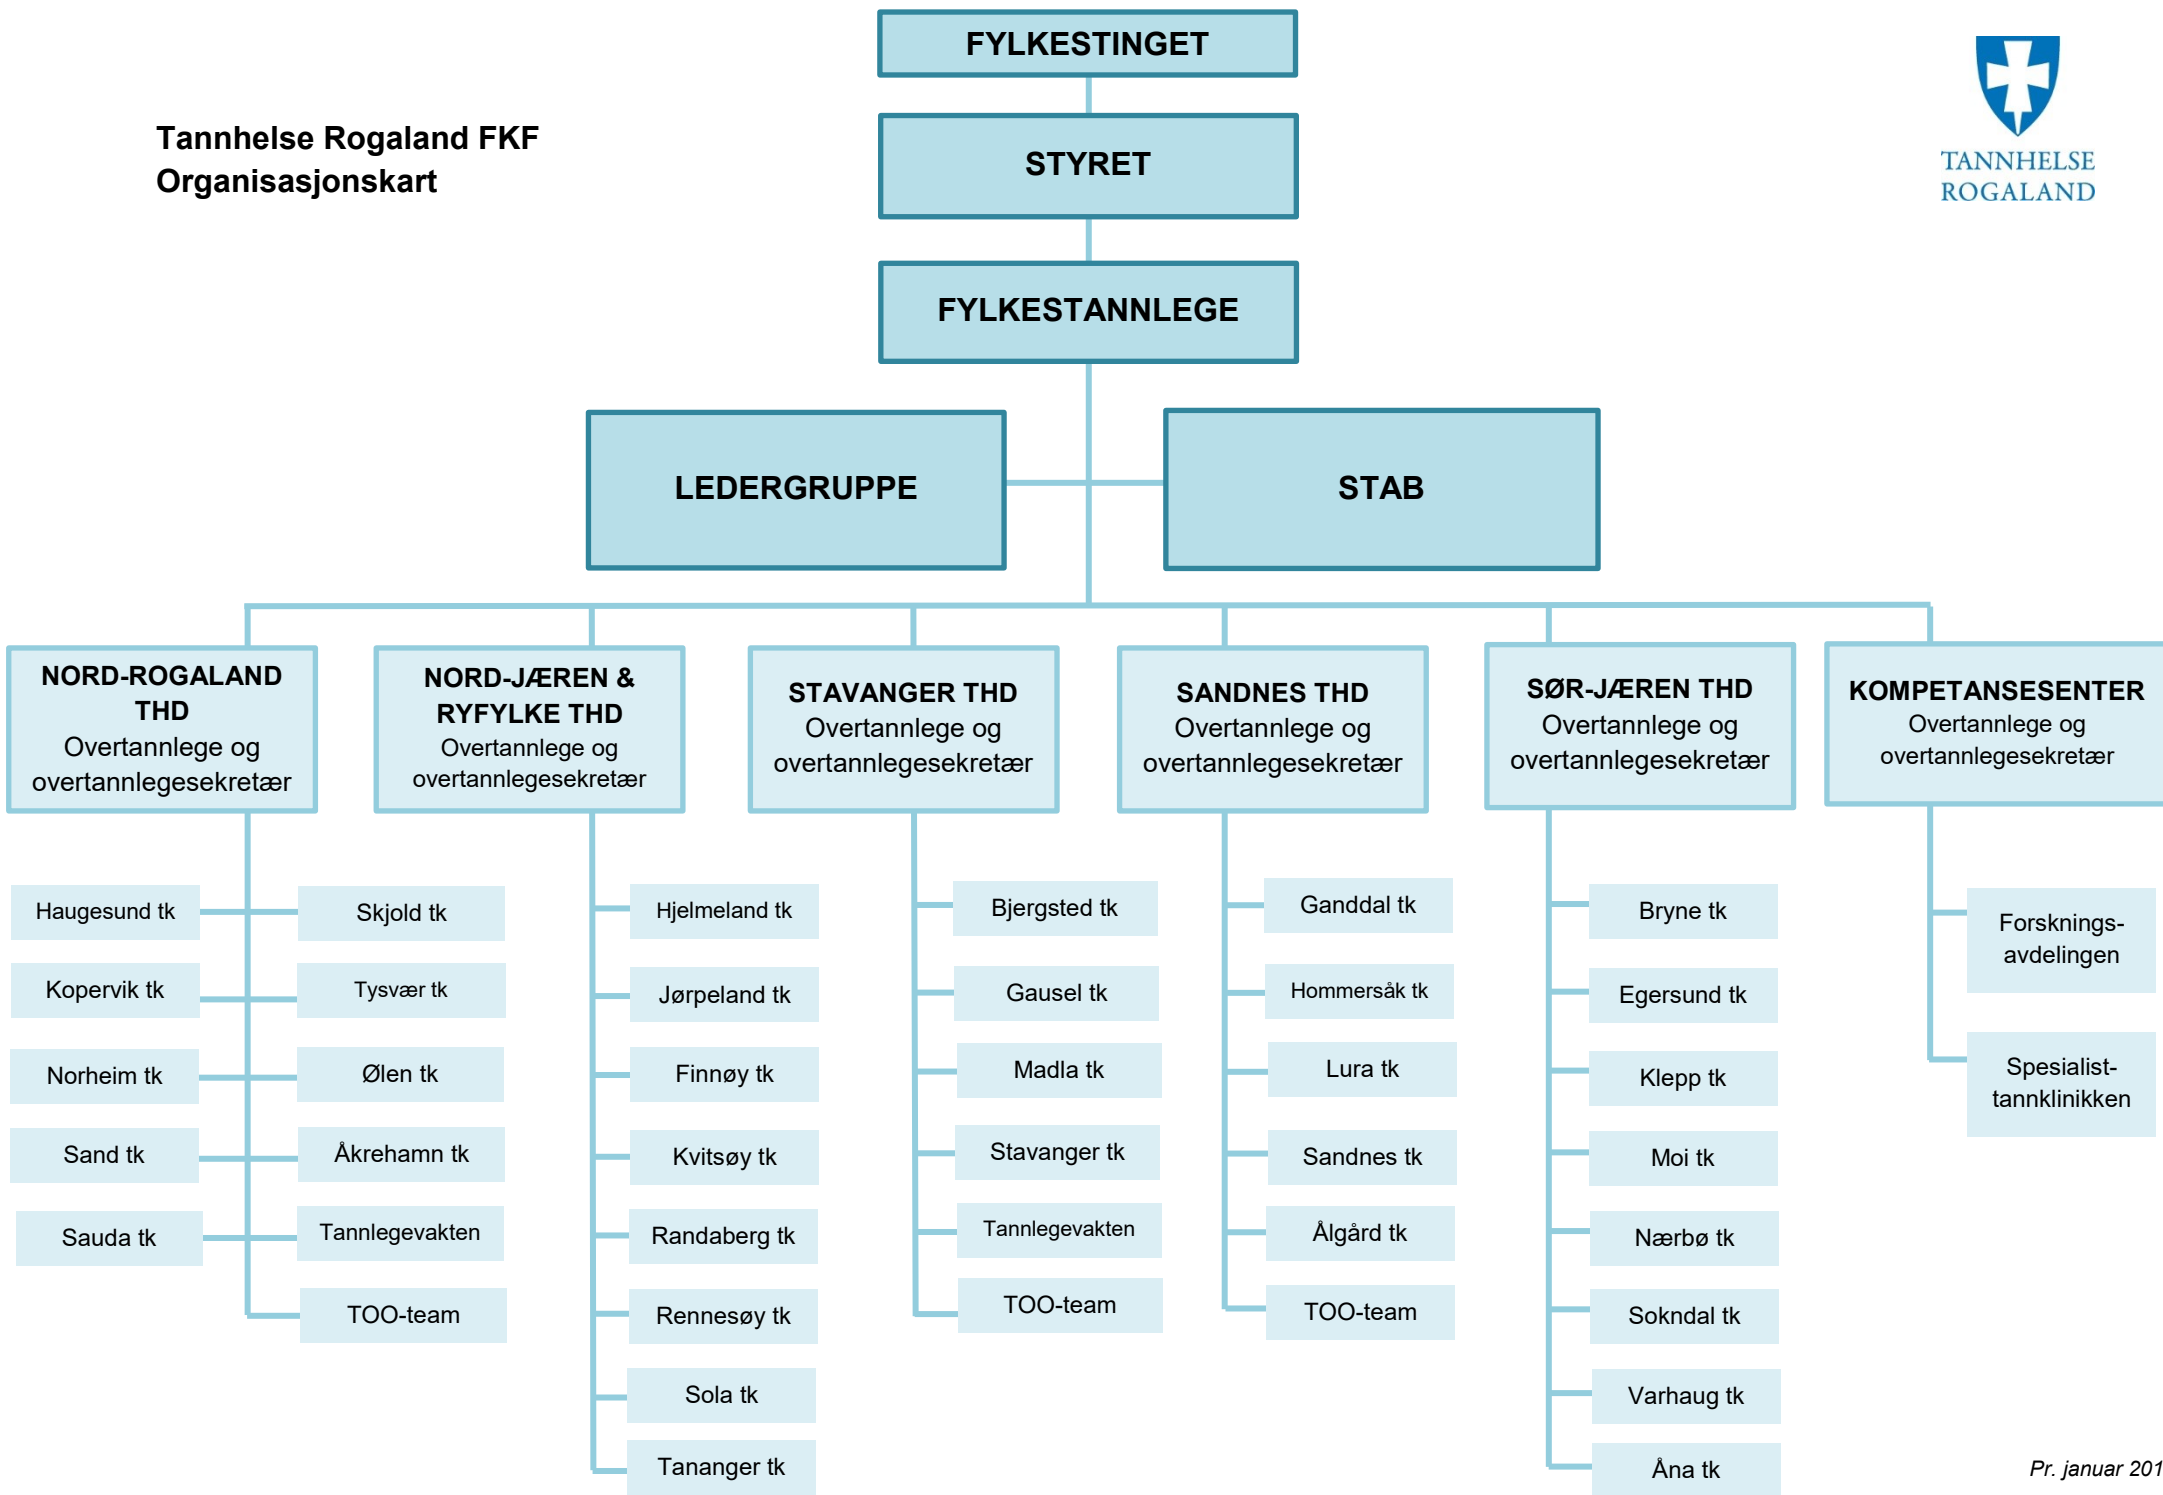 FYLKESTINGET
Tannhelse Rogaland FKF
Organisasjonskart
TANNHELSE
ROGALAND
STYRET
FYLKESTANNLEGE
LEDERGRUPPE
STAB
NORD-ROGALAND
THD
Overtannlege og
overtannlegesekretær
NORD-JÆREN &
RYFYLKE THD
Overtannlege og
overtannlegesekretær
STAVANGER THD
Overtannlege og
overtannlegesekretær
SANDNES THD
Overtannlege og
overtannlegesekretær
SØR-JÆREN THD
Overtannlege og
overtannlegesekretær
KOMPETANSESENTER
Overtannlege og
overtannlegesekretær
Haugesund tk
Kopervik tk
Norheim tk
Sand tk
Sauda tk
Skjold tk
Tysvær tk
Ølen tk
Åkrehamn tk
Tannlegevakten
TOO-team
Hjelmeland tk
Jørpeland tk
Finnøy tk
Kvitsøy tk
Randaberg tk
Rennesøy tk
Sola tk
Tananger tk
Bjergsted tk
Gausel tk
Madla tk
Stavanger tk
Tannlegevakten
TOO-team
Ganddal tk
Hommersåk tk
Lura tk
Sandnes tk
Ålgård tk
TOO-team
Bryne tk
Egersund tk
Klepp tk
Moi tk
Nærbø tk
Sokndal tk
Varhaug tk
Åna tk
Forsknings-
avdelingen
Spesialist-
tannklinikken
Pr. januar 201